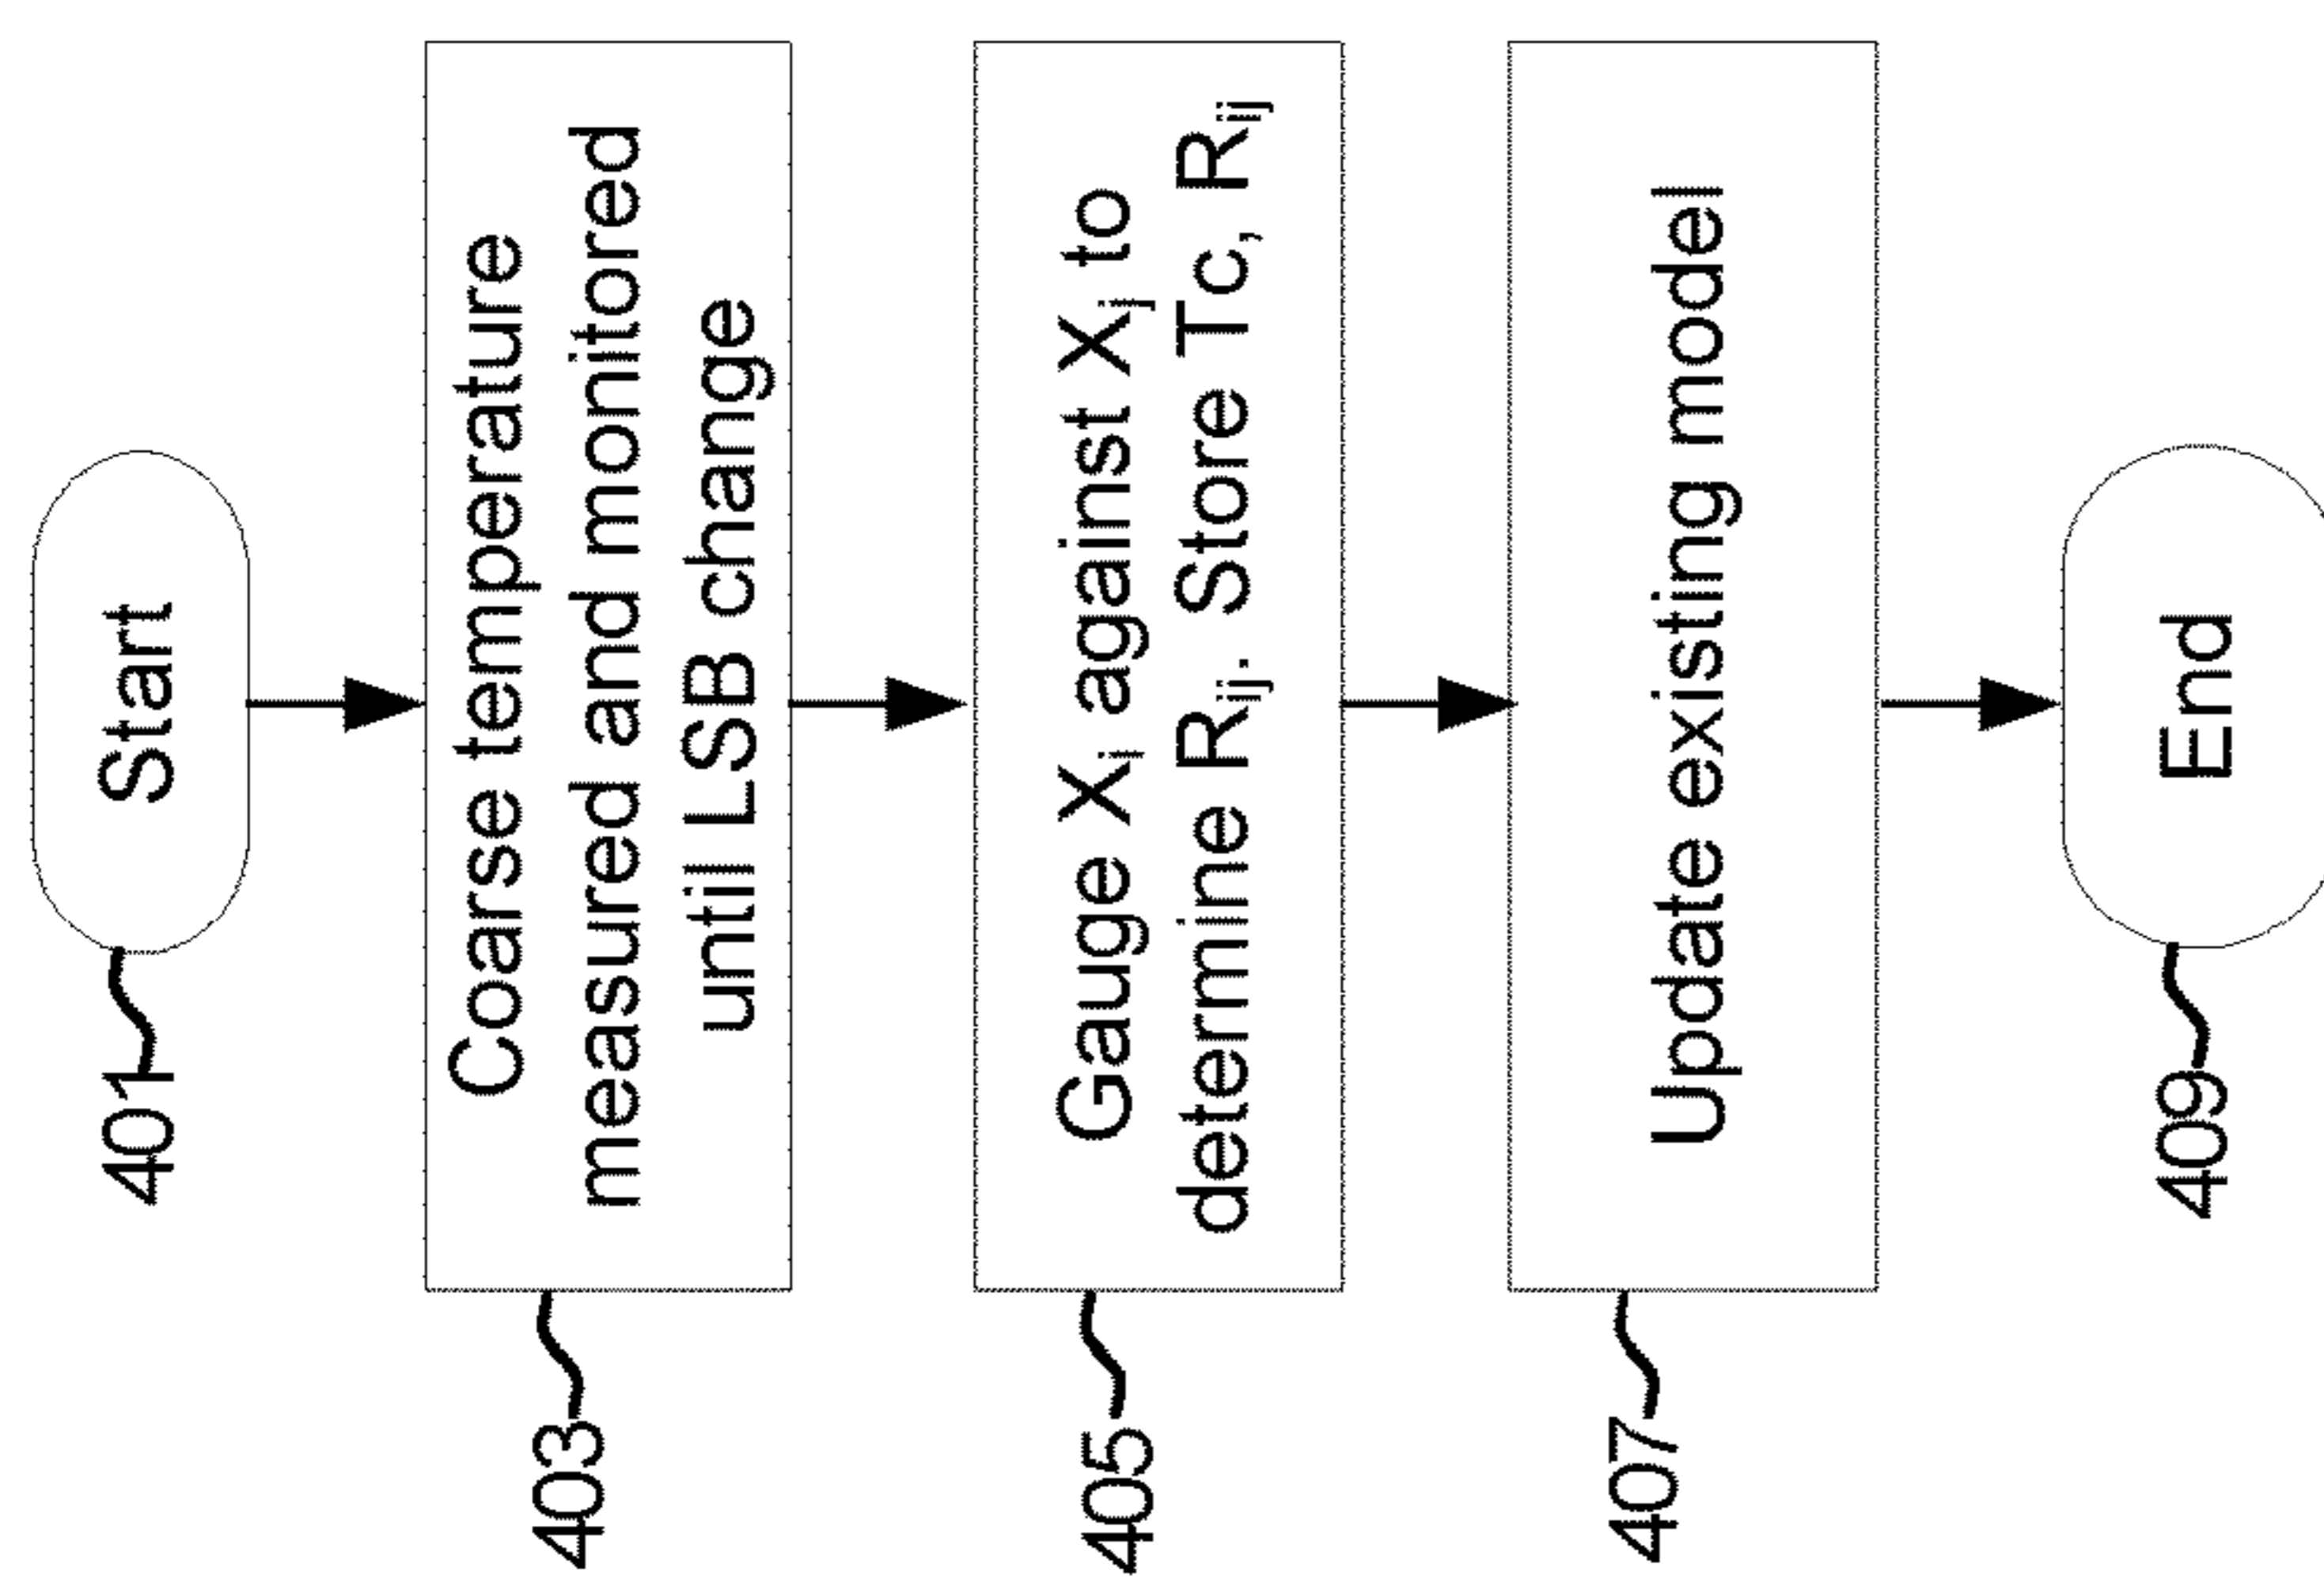 401
Start
403
Coarse temperature
measured and monitored
until LSB change
405
Gauge Xᵢ against Xⱼ to
determine Rᵢⱼ. Store Tc, Rᵢⱼ
407
Update existing model
409
End